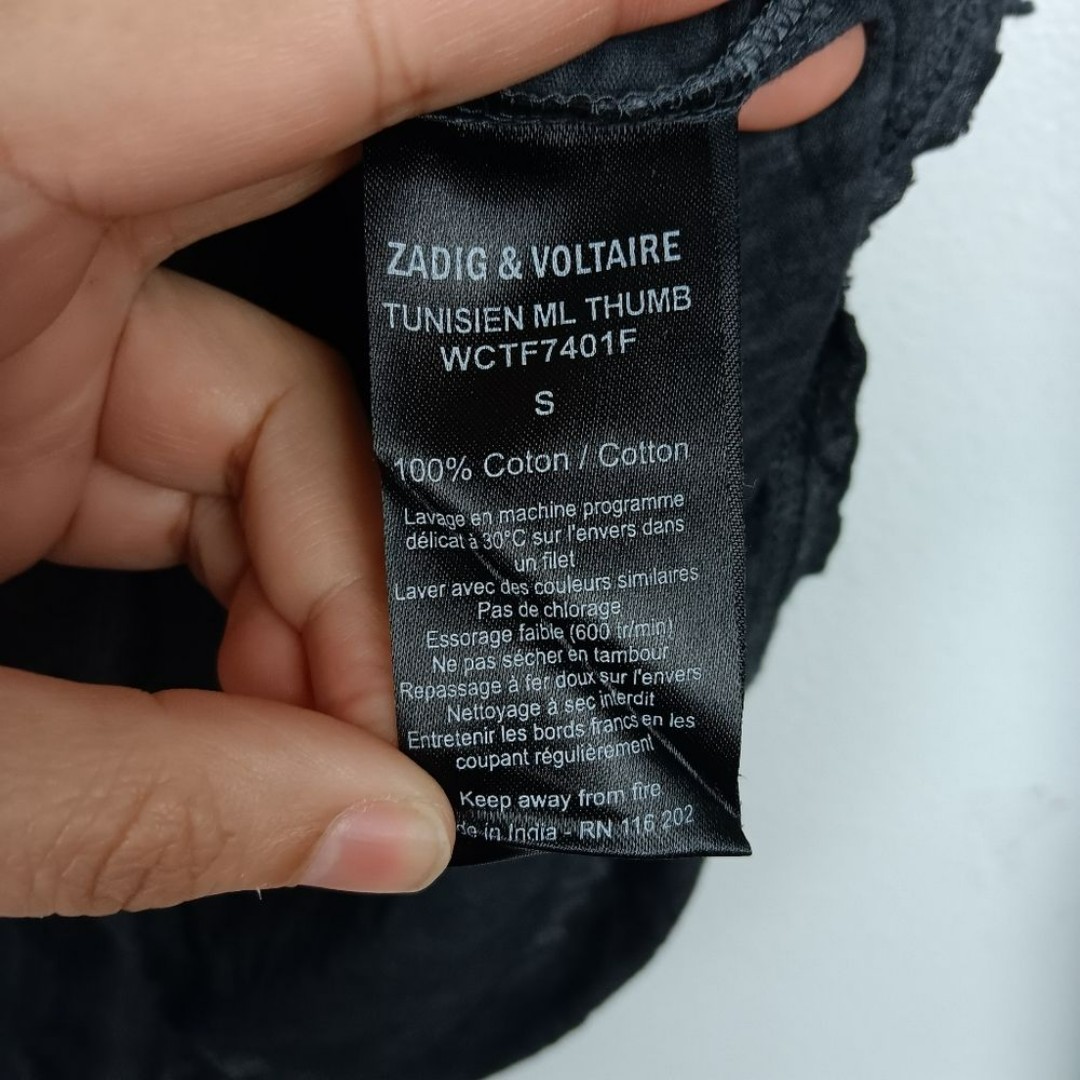 ZADIG & VOLTAIRE
TUNISIEN ML THUMB
WCTF7401F
S
100% Coton / Cotton
Lavage en machine programme
délicat à 30°C sur l'envers dans
un filet
Laver avec des couleurs similaires
Pas de chlorage
Essorage faible (600 tr/min)
Ne pas sécher en tambour
Repassage à fer doux sur l'envers
Nettoyage à sec interdit
Entretenir les bords francs en les
coupant régulièrement
Keep away from fire
de in India - RN 116 202